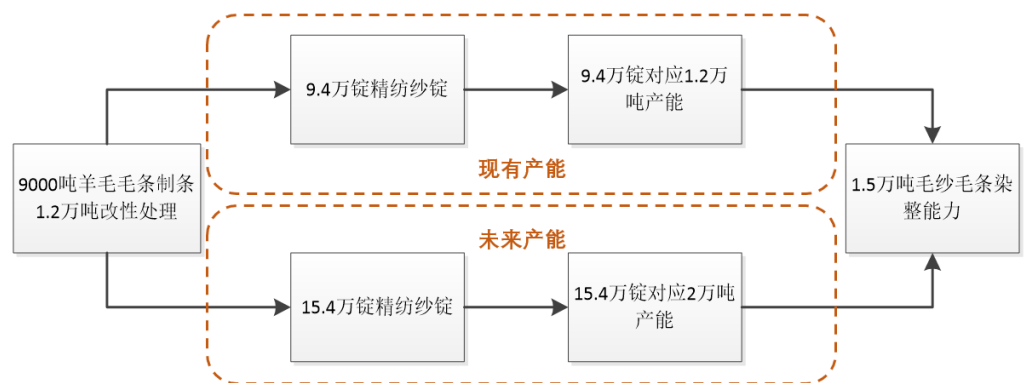 9000吨羊毛毛条制条
1.2万吨改性处理
9.4万锭精纺纱锭
9.4万锭对应1.2万
吨产能
现有产能
未来产能
15.4万锭精纺纱锭
15.4万锭对应2万吨
产能
1.5万吨毛纱毛条染
整能力